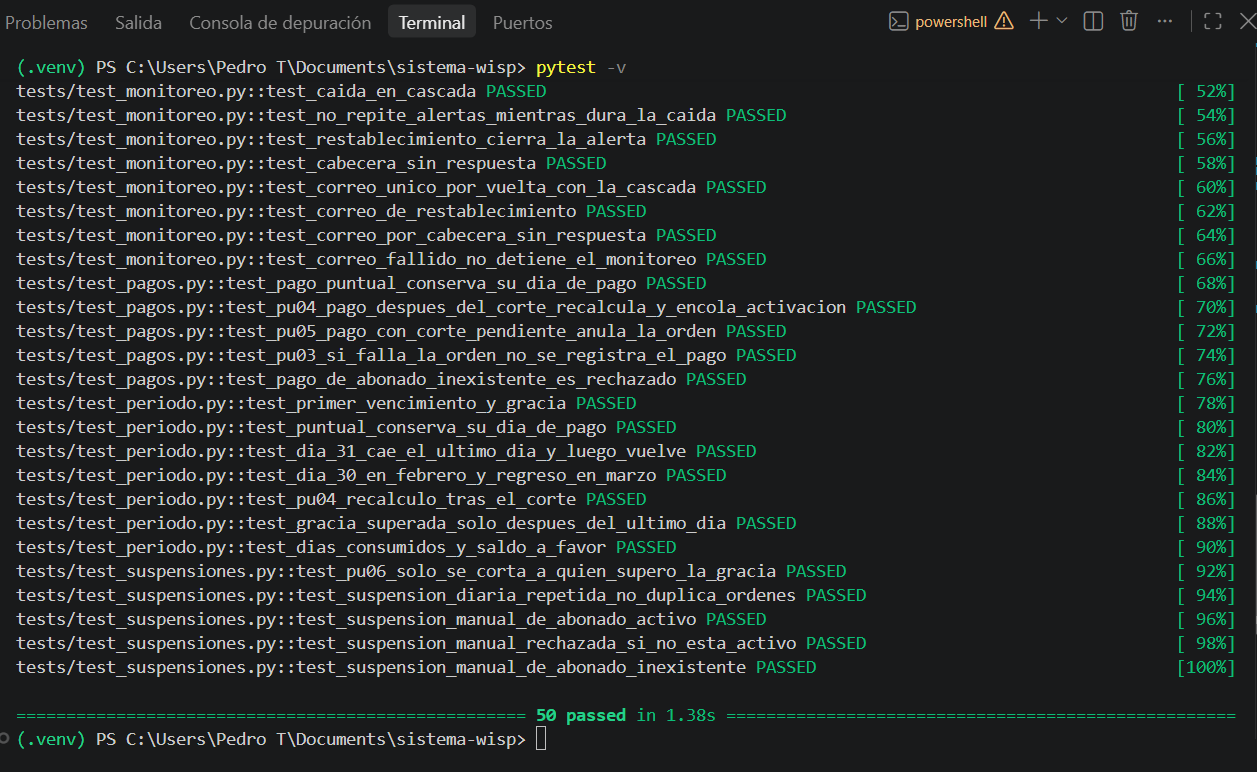 Problemas Salida Consola de depuración Terminal Puertos powershell
(.venv) PS C:\Users\Pedro T\Documents\sistema-wisp> pytest -v
tests/test_monitoreo.py::test_caida_en_cascada PASSED [ 52%]
tests/test_monitoreo.py::test_no_repite_alertas_mientras_dura_la_caida PASSED [ 54%]
tests/test_monitoreo.py::test_restablecimiento_cierra_la_alerta PASSED [ 56%]
tests/test_monitoreo.py::test_cabecera_sin_respuesta PASSED [ 58%]
tests/test_monitoreo.py::test_correo_unico_por_vuelta_con_la_cascada PASSED [ 60%]
tests/test_monitoreo.py::test_correo_de_restablecimiento PASSED [ 62%]
tests/test_monitoreo.py::test_correo_por_cabecera_sin_respuesta PASSED [ 64%]
tests/test_monitoreo.py::test_correo_fallido_no_detiene_el_monitoreo PASSED [ 66%]
tests/test_pagos.py::test_pago_puntual_conserva_su_dia_de_pago PASSED [ 68%]
tests/test_pagos.py::test_pu04_pago_despues_del_corte_recalcula_y_encola_activacion PASSED [ 70%]
tests/test_pagos.py::test_pu05_pago_con_corte_pendiente_anula_la_orden PASSED [ 72%]
tests/test_pagos.py::test_pu03_si_falla_la_orden_no_se_registra_el_pago PASSED [ 74%]
tests/test_pagos.py::test_pago_de_abonado_inexistente_es_rechazado PASSED [ 76%]
tests/test_periodo.py::test_primer_vencimiento_y_gracia PASSED [ 78%]
tests/test_periodo.py::test_puntual_conserva_su_dia_de_pago PASSED [ 80%]
tests/test_periodo.py::test_dia_31_cae_el_ultimo_dia_y_luego_vuelve PASSED [ 82%]
tests/test_periodo.py::test_dia_30_en_febrero_y_regreso_en_marzo PASSED [ 84%]
tests/test_periodo.py::test_pu04_recalculo_tras_el_corte PASSED [ 86%]
tests/test_periodo.py::test_gracia_superada_solo_despues_del_ultimo_dia PASSED [ 88%]
tests/test_periodo.py::test_dias_consumidos_y_saldo_a_favor PASSED [ 90%]
tests/test_suspensiones.py::test_pu06_solo_se_corta_a_quien_supero_la_gracia PASSED [ 92%]
tests/test_suspensiones.py::test_suspension_diaria_repetida_no_duplica_ordenes PASSED [ 94%]
tests/test_suspensiones.py::test_suspension_manual_de_abonado_activo PASSED [ 96%]
tests/test_suspensiones.py::test_suspension_manual_rechazada_si_no_esta_activo PASSED [ 98%]
tests/test_suspensiones.py::test_suspension_manual_de_abonado_inexistente PASSED [100%]
=================================================== 50 passed in 1.38s ===================================================
(.venv) PS C:\Users\Pedro T\Documents\sistema-wisp>